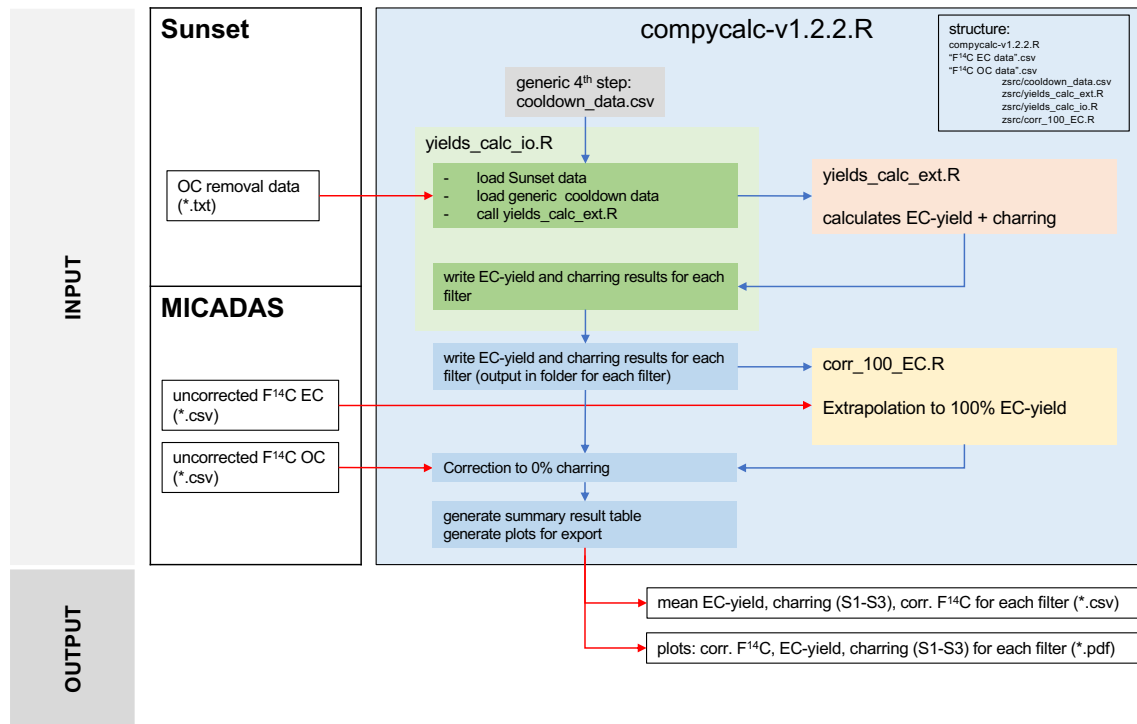 Sunset
compycalc-v1.2.2.R
structure:
compycalc-v1.2.2.R
“F¹⁴C EC data”.csv
“F¹⁴C OC data”.csv
zsrc/cooldown_data.csv
zsrc/yields_calc_ext.R
zsrc/yields_calc_io.R
zsrc/corr_100_EC.R
generic 4ᵗʰ step:
cooldown_data.csv
yields_calc_io.R
- load Sunset data
- load generic cooldown data
- call yields_calc_ext.R
OC removal data
(*.txt)
yields_calc_ext.R
calculates EC-yield + charring
write EC-yield and charring results for each
filter
INPUT
MICADAS
write EC-yield and charring results for each
filter (output in folder for each filter)
corr_100_EC.R
Extrapolation to 100% EC-yield
uncorrected F¹⁴C EC
(*.csv)
uncorrected F¹⁴C OC
(*.csv)
Correction to 0% charring
generate summary result table
generate plots for export
OUTPUT
mean EC-yield, charring (S1-S3), corr. F¹⁴C for each filter (*.csv)
plots: corr. F¹⁴C, EC-yield, charring (S1-S3) for each filter (*.pdf)